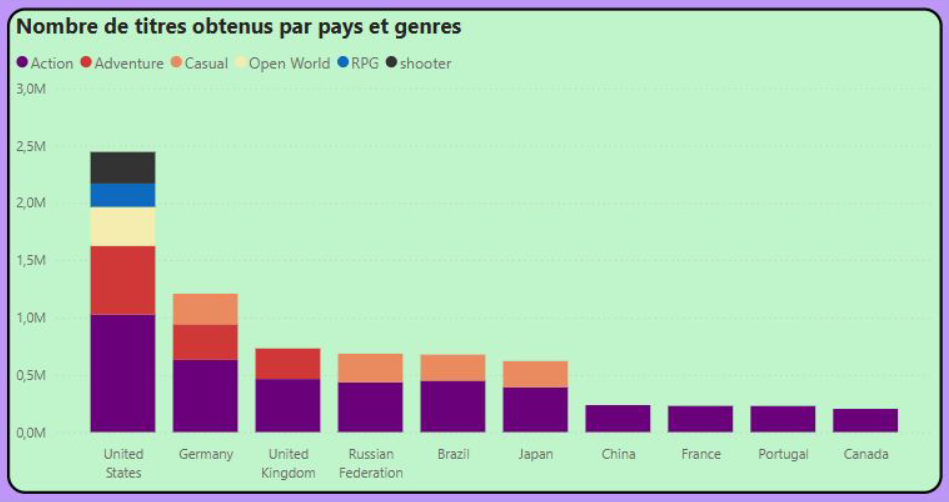 Nombre de titres obtenus par pays et genres
Action Adventure Casual Open World RPG shooter
3,0M
2,5M
2,0M
1,5M
1,0M
0,5M
0,0M
United States Germany United Kingdom Russian Federation Brazil Japan China France Portugal Canada